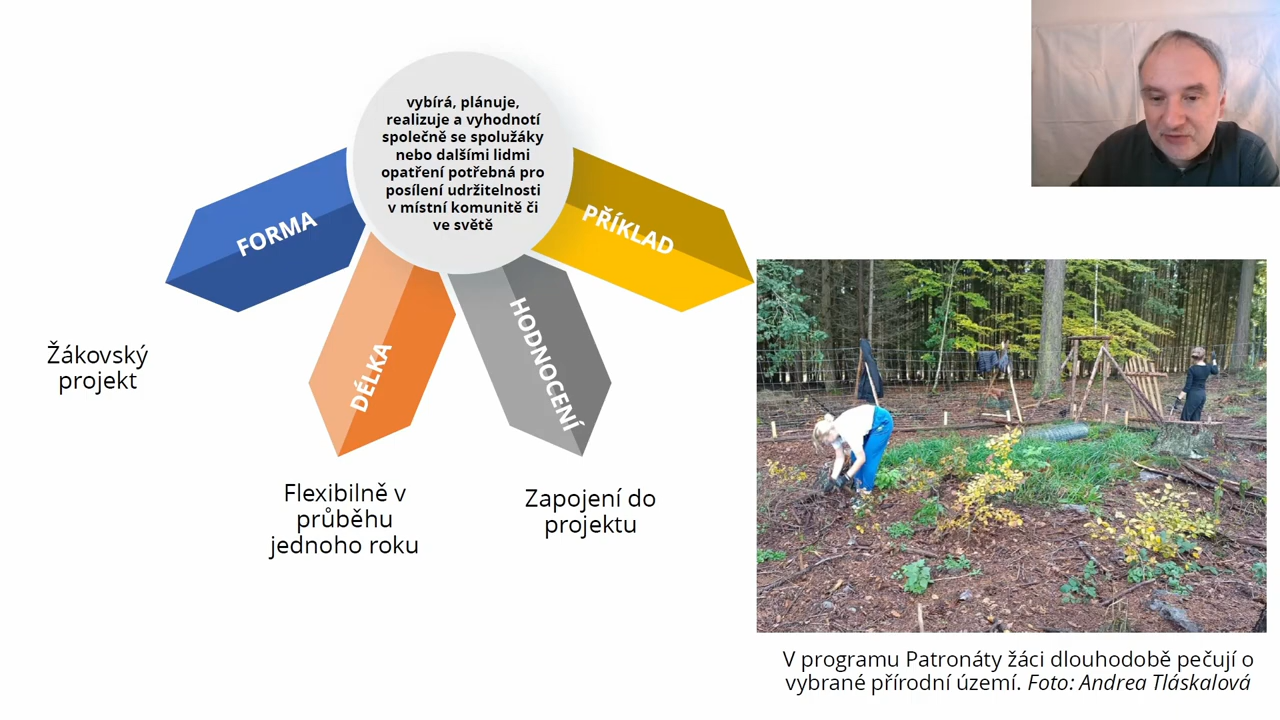 vybírá, plánuje,
realizuje a vyhodnotí
společně se spolužáky
nebo dalšími lidmi
opatření potřebná pro
posílení udržitelnosti
v místní komunitě či
ve světě
FORMA
DÉLKA
HODNOCENÍ
PŘÍKLAD
Žákovský
projekt
Flexibilně v
průběhu
jednoho roku
Zapojení do
projektu
V programu Patronáty žáci dlouhodobě pečují o
vybrané přírodní území. Foto: Andrea Tláskalová